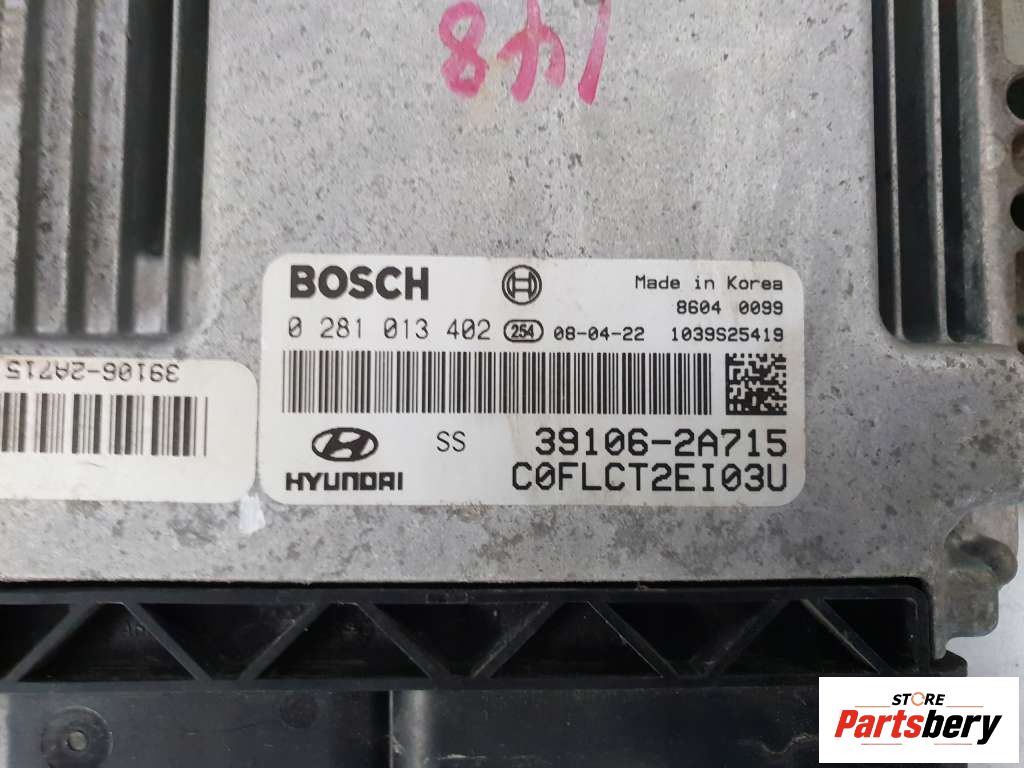 148
BOSCH
Made in Korea
8604 0099
0 281 013 402 254 08-04-22 1039S25419
39106-2A715
HYUNDAI SS 39106-2A715
C0FLCT2EI03U
STORE
Partsbery